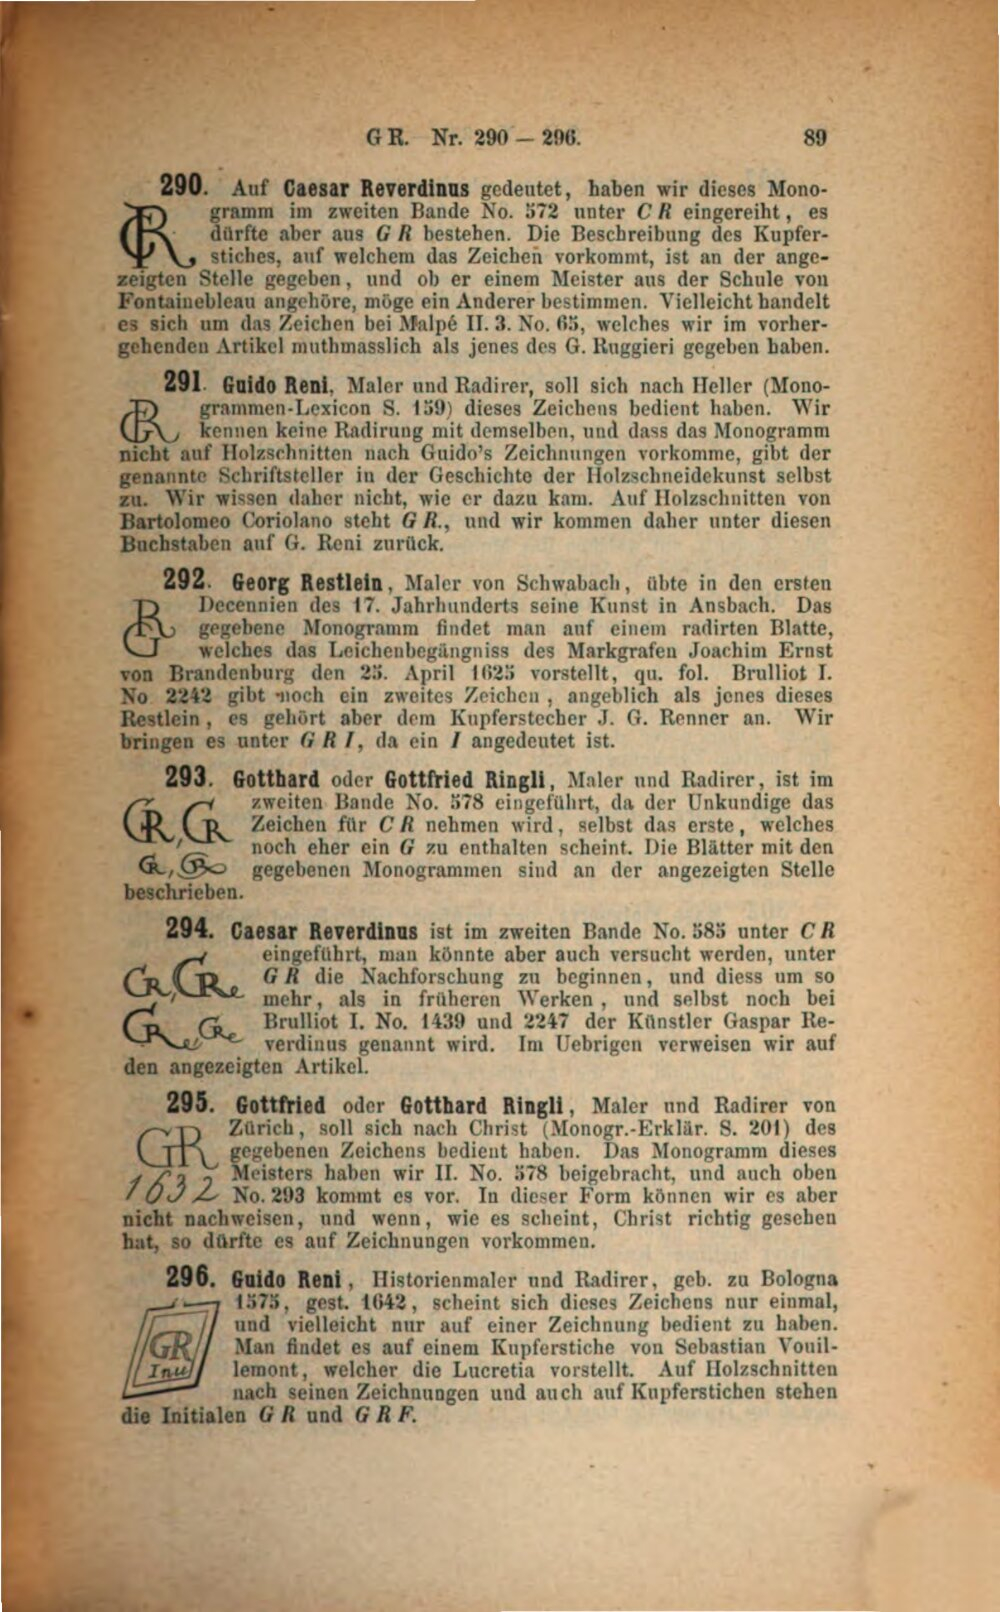 GR. Nr. 290 — 296. 89
290. Auf Caesar Reverdinus gedeutet, haben wir dieses Mono-
gramm im zweiten Bande No. 572 unter C R eingereiht, es
dürfte aber aus G R bestehen. Die Beschreibung des Kupfer-
stiches, auf welchem das Zeichen vorkommt, ist an der ange-
zeigten Stelle gegeben, und ob er einem Meister aus der Schule von
Fontainebleau angehöre, möge ein Anderer bestimmen. Vielleicht handelt
es sich um das Zeichen bei Malpé II. 3. No. 65, welches wir im vorher-
gehenden Artikel muthmasslich als jenes des G. Ruggieri gegeben haben.
291. Guido Reni, Maler und Radirer, soll sich nach Heller (Mono-
grammen-Lexicon S. 159) dieses Zeichens bedient haben. Wir
kennen keine Radirung mit demselben, und dass das Monogramm
nicht auf Holzschnitten nach Guido's Zeichnungen vorkomme, gibt der
genannte Schriftsteller in der Geschichte der Holzschneidekunst selbst
zu. Wir wissen daher nicht, wie er dazu kam. Auf Holzschnitten von
Bartolomeo Coriolano steht G R., und wir kommen daher unter diesen
Buchstaben auf G. Reni zurück.
292. Georg Restlein, Maler von Schwabach, übte in den ersten
Decennien des 17. Jahrhunderts seine Kunst in Ansbach. Das
gegebene Monogramm findet man auf einem radirten Blatte,
welches das Leichenbegängniss des Markgrafen Joachim Ernst
von Brandenburg den 25. April 1625 vorstellt, qu. fol. Brulliot I.
No 2242 gibt noch ein zweites Zeichen, angeblich als jenes dieses
Restlein, es gehört aber dem Kupferstecher J. G. Renner an. Wir
bringen es unter G R I, da ein I angedeutet ist.
293. Gotthard oder Gottfried Ringli, Maler und Radirer, ist im
zweiten Bande No. 578 eingeführt, da der Unkundige das
GR, GR Zeichen für C R nehmen wird, selbst das erste, welches
noch eher ein G zu enthalten scheint. Die Blätter mit den
gegebenen Monogrammen sind an der angezeigten Stelle
beschrieben.
294. Caesar Reverdinus ist im zweiten Bande No. 585 unter C R
eingeführt, man könnte aber auch versucht werden, unter
G R die Nachforschung zu beginnen, und diess um so
mehr, als in früheren Werken, und selbst noch bei
Brulliot I. No. 1439 und 2247 der Künstler Gaspar Re-
verdinus genannt wird. Im Uebrigen verweisen wir auf
den angezeigten Artikel.
295. Gottfried oder Gotthard Ringli, Maler und Radirer von
Zürich, soll sich nach Christ (Monogr.-Erklär. S. 201) des
GR gegebenen Zeichens bedient haben. Das Monogramm dieses
Meisters haben wir II. No. 578 beigebracht, und auch oben
1632 No. 293 kommt es vor. In dieser Form können wir es aber
nicht nachweisen, und wenn, wie es scheint, Christ richtig gesehen
hat, so dürfte es auf Zeichnungen vorkommen.
296. Guido Reni, Historienmaler und Radirer, geb. zu Bologna
1575, gest. 1642, scheint sich dieses Zeichens nur einmal,
und vielleicht nur auf einer Zeichnung bedient zu haben.
GR Man findet es auf einem Kupferstiche von Sebastian Vouil-
Inu lemont, welcher die Lucretia vorstellt. Auf Holzschnitten
nach seinen Zeichnungen und auch auf Kupferstichen stehen
die Initialen G R und G R F.